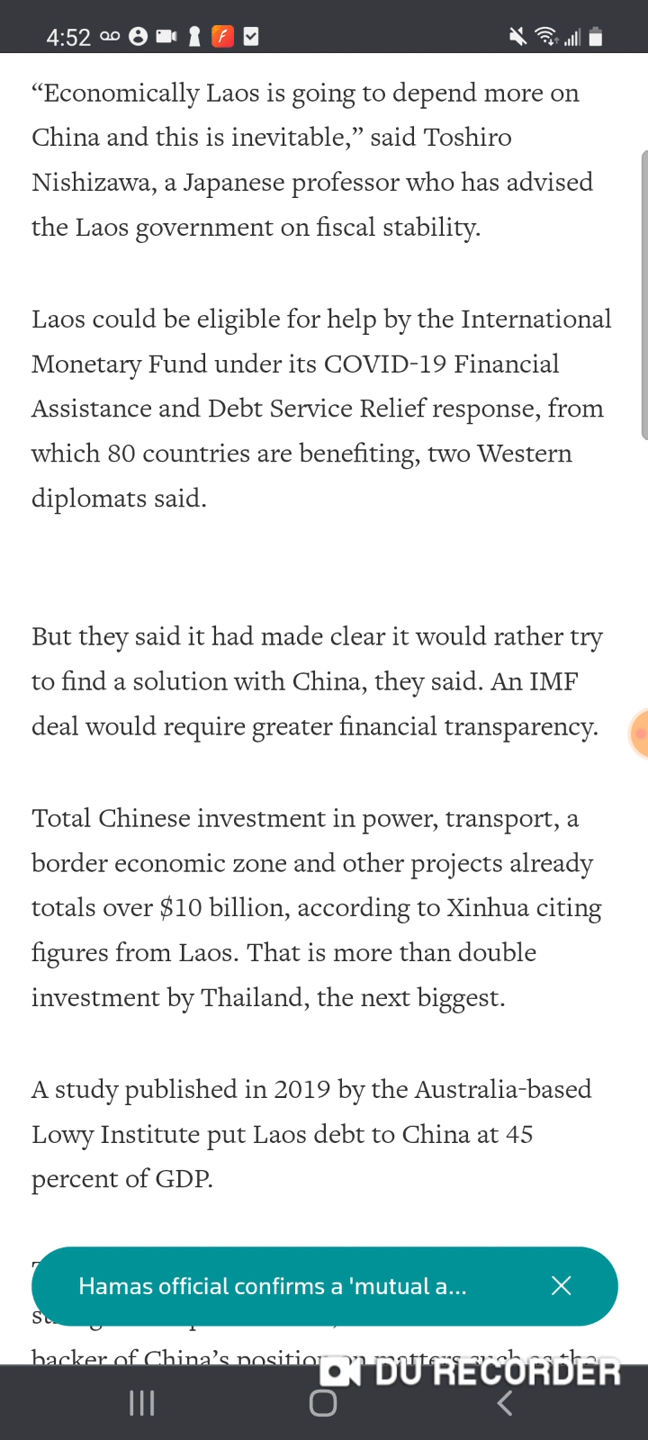 4:52
“Economically Laos is going to depend more on
China and this is inevitable,” said Toshiro
Nishizawa, a Japanese professor who has advised
the Laos government on fiscal stability.
Laos could be eligible for help by the International
Monetary Fund under its COVID-19 Financial
Assistance and Debt Service Relief response, from
which 80 countries are benefiting, two Western
diplomats said.
But they said it had made clear it would rather try
to find a solution with China, they said. An IMF
deal would require greater financial transparency.
Total Chinese investment in power, transport, a
border economic zone and other projects already
totals over $10 billion, according to Xinhua citing
figures from Laos. That is more than double
investment by Thailand, the next biggest.
A study published in 2019 by the Australia-based
Lowy Institute put Laos debt to China at 45
percent of GDP.
Hamas official confirms a 'mutual a...
backer of China’s position on matters such as the
DU RECORDER